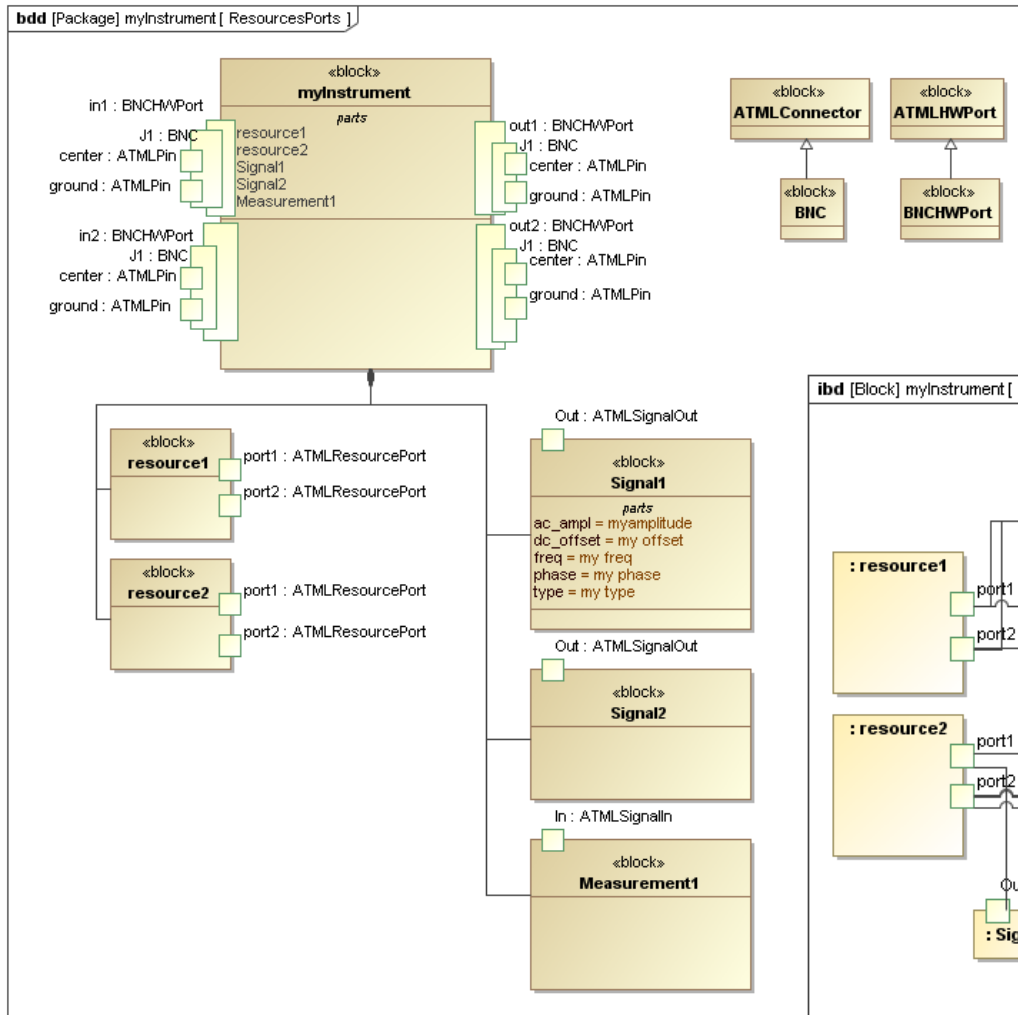 bdd [Package] myInstrument [ ResourcesPorts ]
«block»
myInstrument
parts
resource1
resource2
Signal1
Signal2
Measurement1
in1 : BNCHWPort
J1 : BNC
center : ATMLPin
ground : ATMLPin
in2 : BNCHWPort
J1 : BNC
center : ATMLPin
ground : ATMLPin
out1 : BNCHWPort
J1 : BNC
center : ATMLPin
ground : ATMLPin
out2 : BNCHWPort
J1 : BNC
center : ATMLPin
ground : ATMLPin
«block»
ATMLConnector
«block»
ATMLHWPort
«block»
BNC
«block»
BNCHWPort
«block»
resource1
port1 : ATMLResourcePort
port2 : ATMLResourcePort
«block»
resource2
port1 : ATMLResourcePort
port2 : ATMLResourcePort
Out : ATMLSignalOut
«block»
Signal1
parts
ac_ampl = myamplitude
dc_offset = my offset
freq = my freq
phase = my phase
type = my type
Out : ATMLSignalOut
«block»
Signal2
In : ATMLSignalIn
«block»
Measurement1
ibd [Block] myInstrument [
: resource1
port1
port2
: resource2
port1
port2